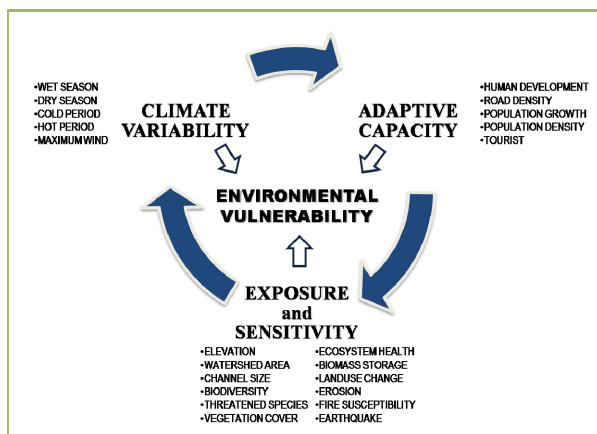 •WET SEASON
•DRY SEASON
•COLD PERIOD
•HOT PERIOD
•MAXIMUM WIND
CLIMATE
VARIABILITY
ADAPTIVE
CAPACITY
•HUMAN DEVELOPMENT
•ROAD DENSITY
•POPULATION GROWTH
•POPULATION DENSITY
•TOURIST
ENVIRONMENTAL
VULNERABILITY
EXPOSURE
and
SENSITIVITY
•ELEVATION
•WATERSHED AREA
•CHANNEL SIZE
•BIODIVERSITY
•THREATENED SPECIES
•VEGETATION COVER
•ECOSYSTEM HEALTH
•BIOMASS STORAGE
•LANDUSE CHANGE
•EROSION
•FIRE SUSCEPTIBILITY
•EARTHQUAKE